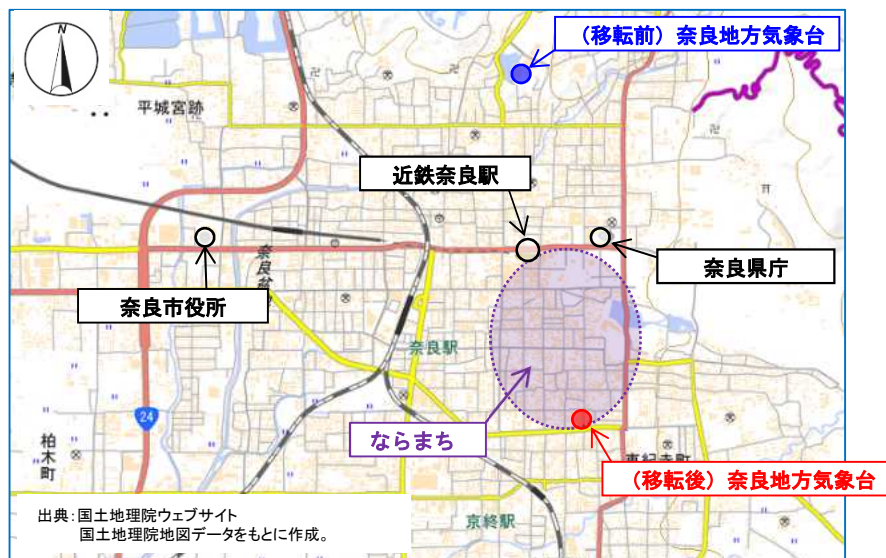 N
(移転前)奈良地方気象台
平城宮跡
近鉄奈良駅
奈良県庁
奈良市役所
奈良線
奈良駅
24
ならまち
柏木町
(移転後)奈良地方気象台
京終駅
出典:国土地理院ウェブサイト
国土地理院地図データをもとに作成。